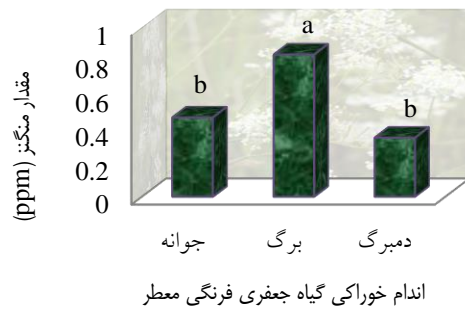 مقدار منگنز (ppm)
1
0.8
0.6
0.4
0.2
0
b
a
b
جوانه برگ دمبرگ
اندام خوراکی گیاه جعفری فرنگی معطر